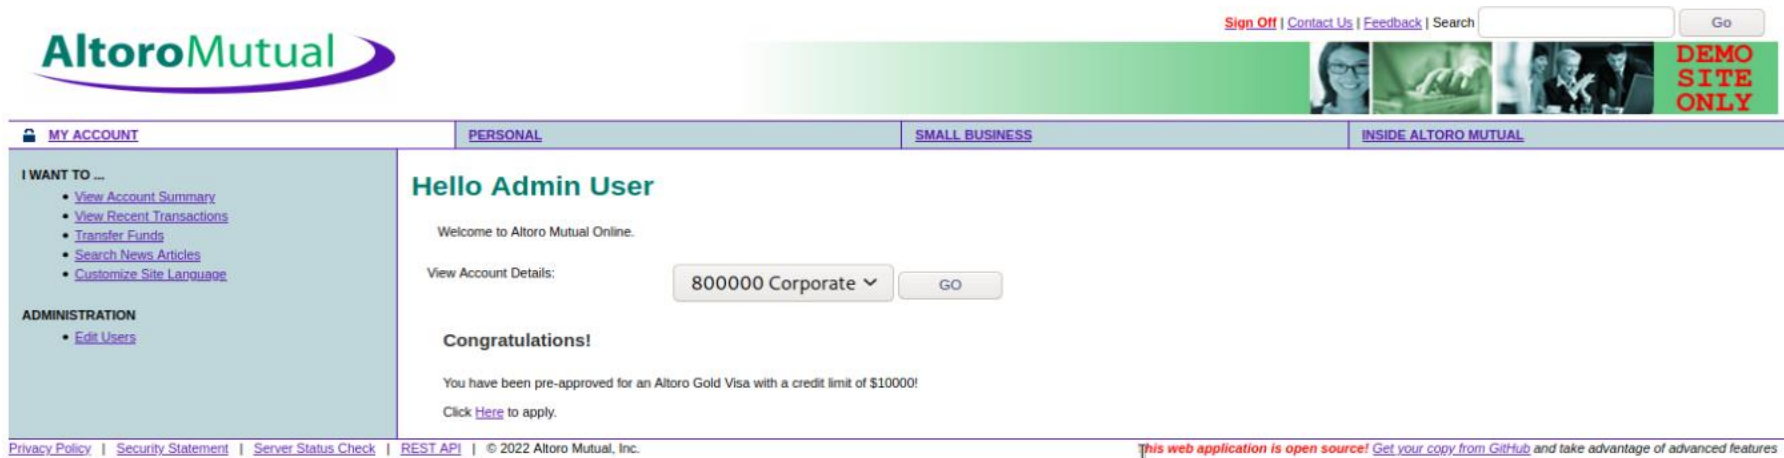 Sign Off | Contact Us | Feedback | Search
Go
AltoroMutual
DEMO
SITE
ONLY
MY ACCOUNT
PERSONAL
SMALL BUSINESS
INSIDE ALTORO MUTUAL
I WANT TO ...
• View Account Summary
• View Recent Transactions
• Transfer Funds
• Search News Articles
• Customize Site Language
ADMINISTRATION
• Edit Users
Hello Admin User
Welcome to Altoro Mutual Online.
View Account Details:
800000 Corporate
GO
Congratulations!
You have been pre-approved for an Altoro Gold Visa with a credit limit of $10000!
Click Here to apply.
Privacy Policy | Security Statement | Server Status Check | REST API | © 2022 Altoro Mutual, Inc.
This web application is open source! Get your copy from GitHub and take advantage of advanced features